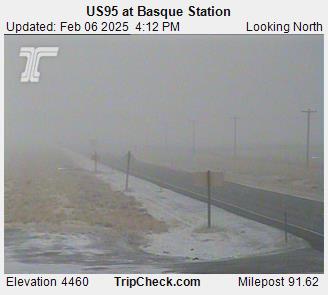 US95 at Basque Station
Updated: Feb 06 2025 4:12 PM Looking North
Elevation 4460 TripCheck.com Milepost 91.62